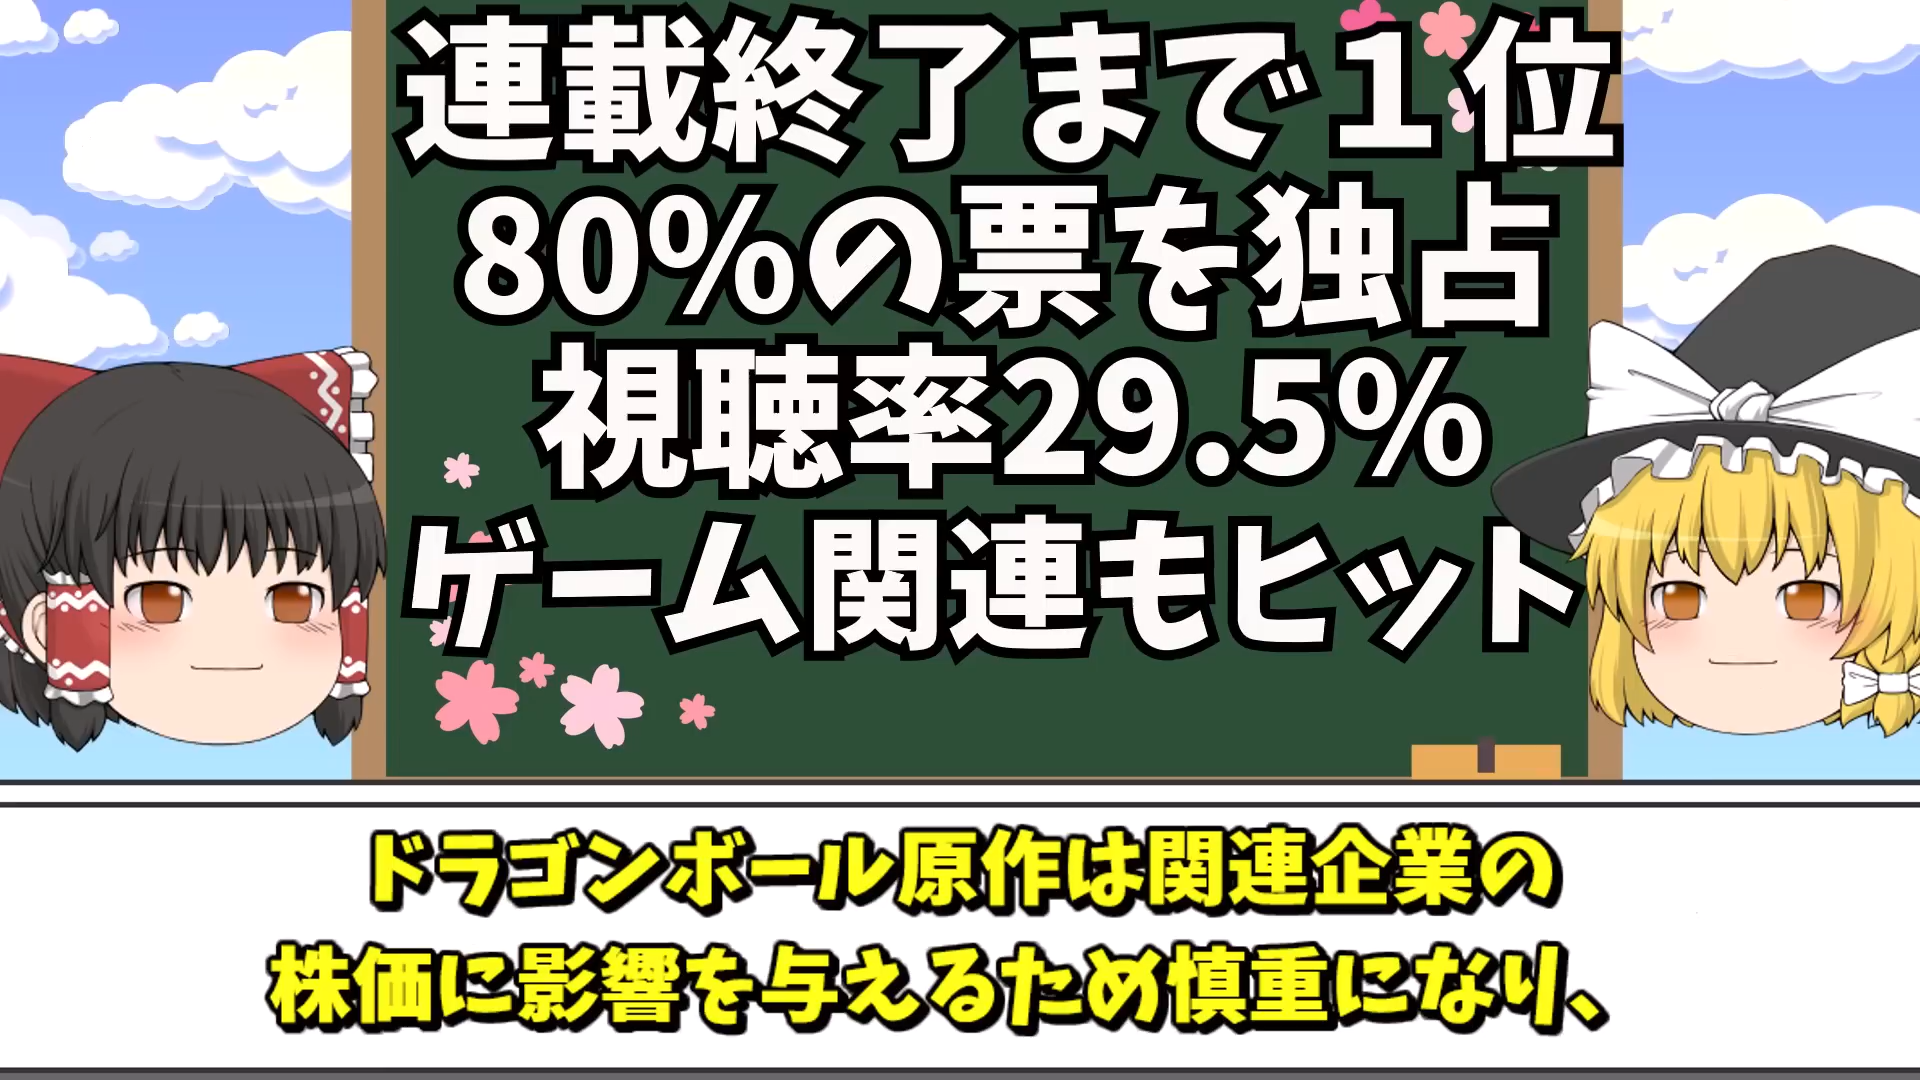 連載終了まで１位
80%の票を独占
視聴率29.5%
ゲーム関連もヒット
ドラゴンボール原作は関連企業の
株価に影響を与えるため慎重になり、